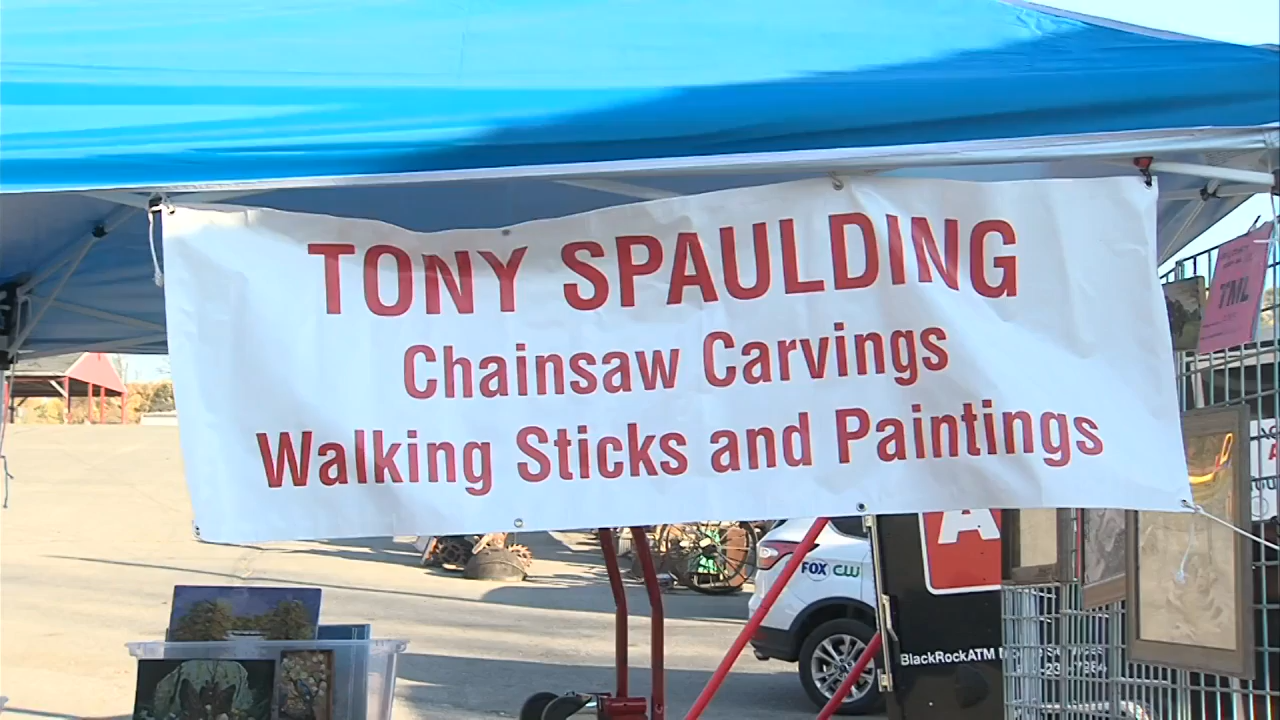 TONY SPAULDING
Chainsaw Carvings
Walking Sticks and Paintings
TML
FOX CW
A
BlackRockATM